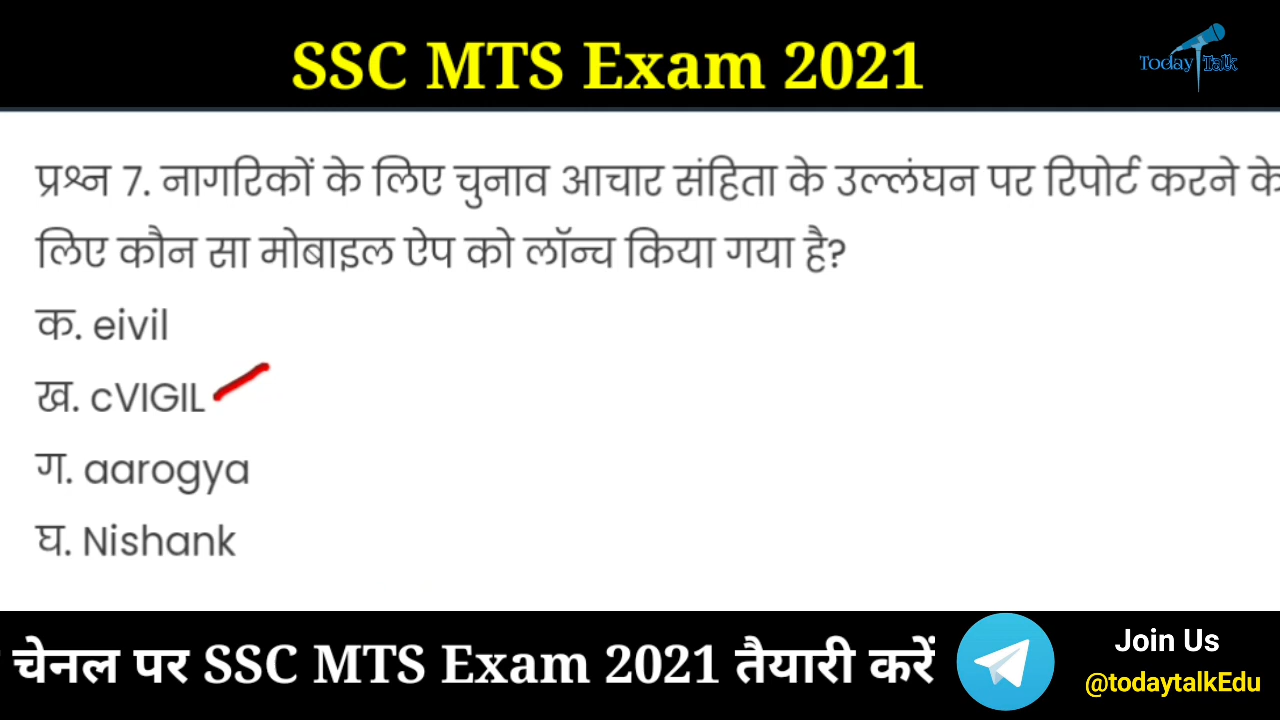 SSC MTS Exam 2021
Today Talk
प्रश्न 7. नागरिकों के लिए चुनाव आचार संहिता के उल्लंघन पर रिपोर्ट करने के
लिए कौन सा मोबाइल ऐप को लॉन्च किया गया है?
क. eivil
ख. cVIGIL
ग. aarogya
घ. Nishank
चेनल पर SSC MTS Exam 2021 तैयारी करें
Join Us
@todaytalkEdu